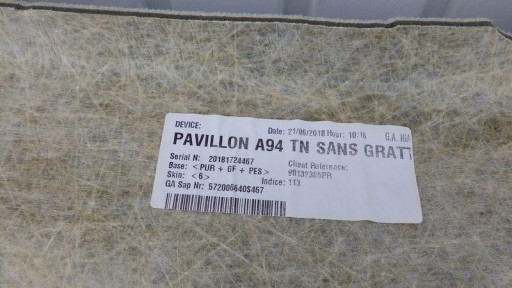 DEVICE:
Date: 21/06/2018 Hour: 10:16 G.A.
PAVILLON A94 TN SANS GRATT
Serial N: 20181724467
Client Reference:
Base: < PUR + GF + PES >
Skin: < 6 > Indice: 113
GA Sap Nr: 5720006408467